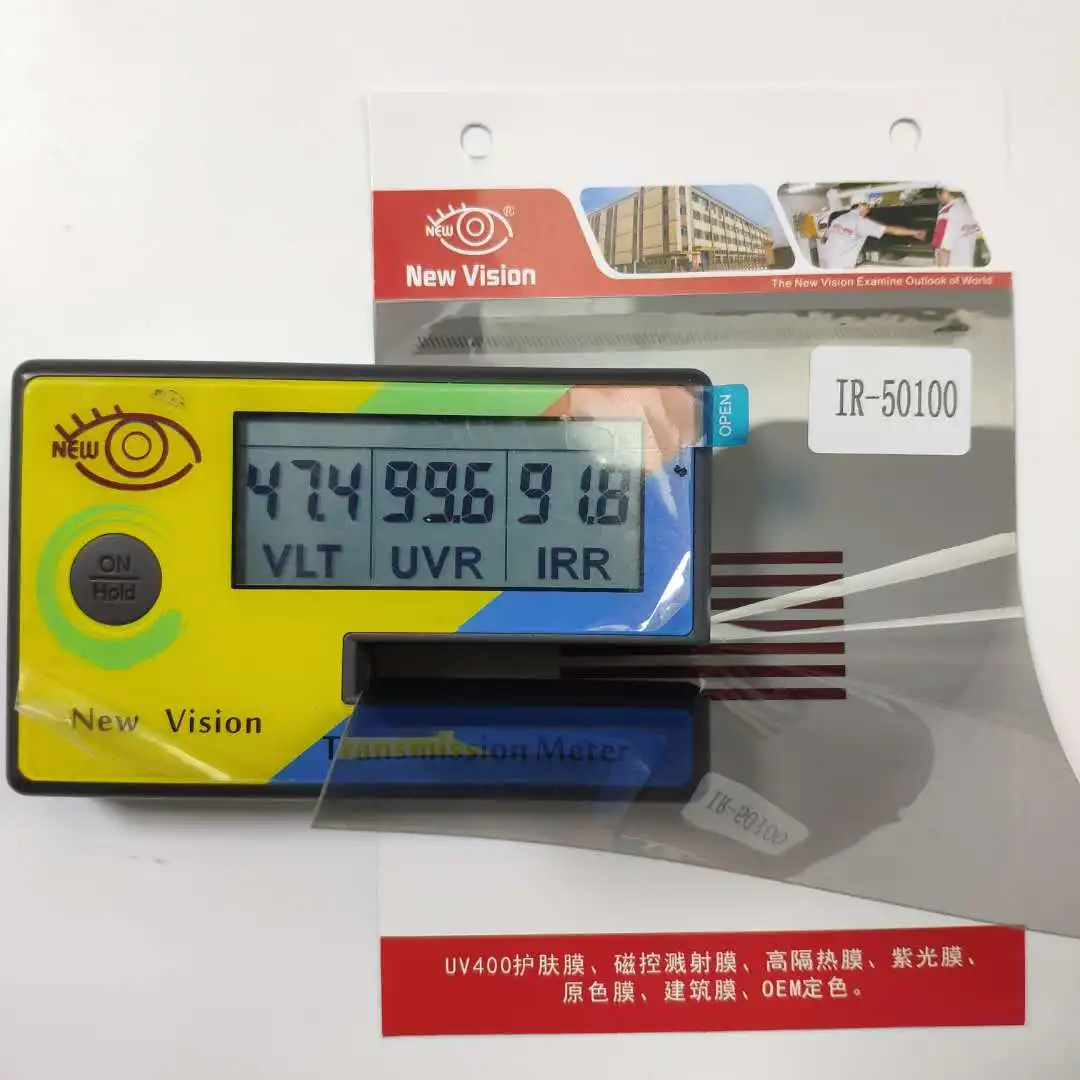 NEW
®
New Vision
The New Vision Examine Outlook of World
IR-50100
OPEN
NEW
47.4 99.6 91.8
VLT UVR IRR
ON
Hold
New Vision
Transmission Meter
UV400护肤膜、磁控溅射膜、高隔热膜、紫光膜、
原色膜、建筑膜、OEM定色。